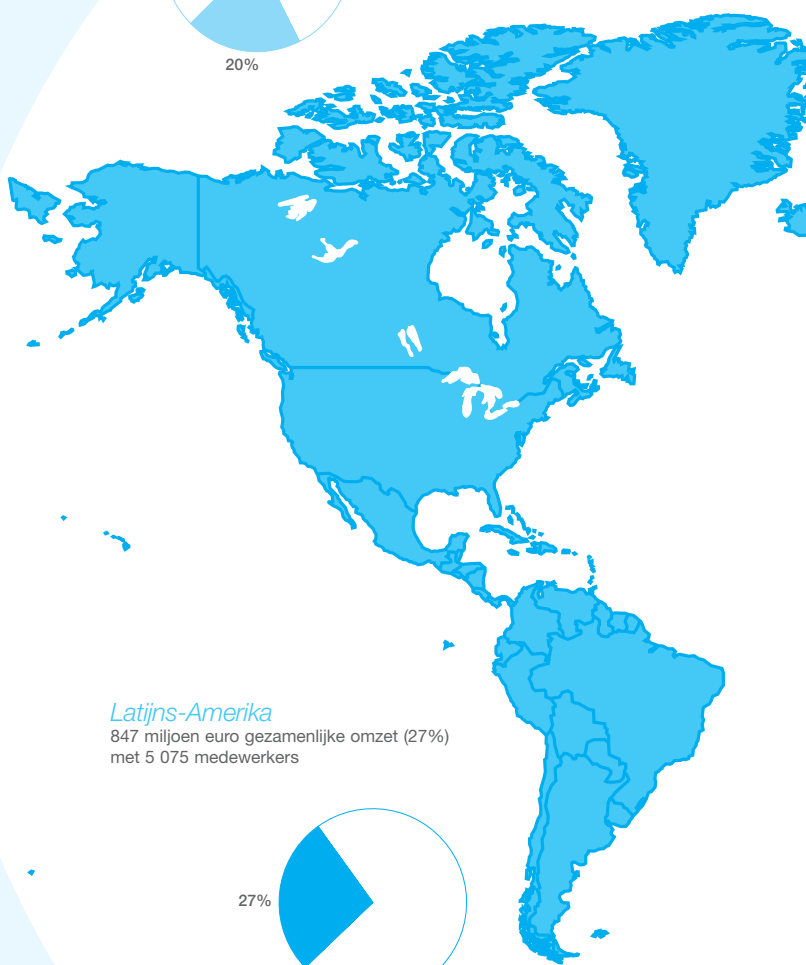 20%
Latijns-Amerika
847 miljoen euro gezamenlijke omzet (27%)
met 5 075 medewerkers
27%